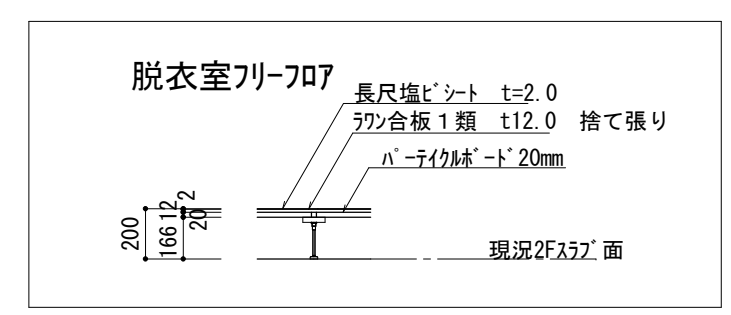 脱衣室ﾌﾘｰﾌﾛｱ
長尺塩ﾋﾞｼｰﾄ t=2.0
ﾗﾜﾝ合板１類 t12.0 捨て張り
ﾊﾟｰﾃｨｸﾙﾎﾞｰﾄﾞ20mm
2
12
20
166
200
現況2Fｽﾗﾌﾞ面